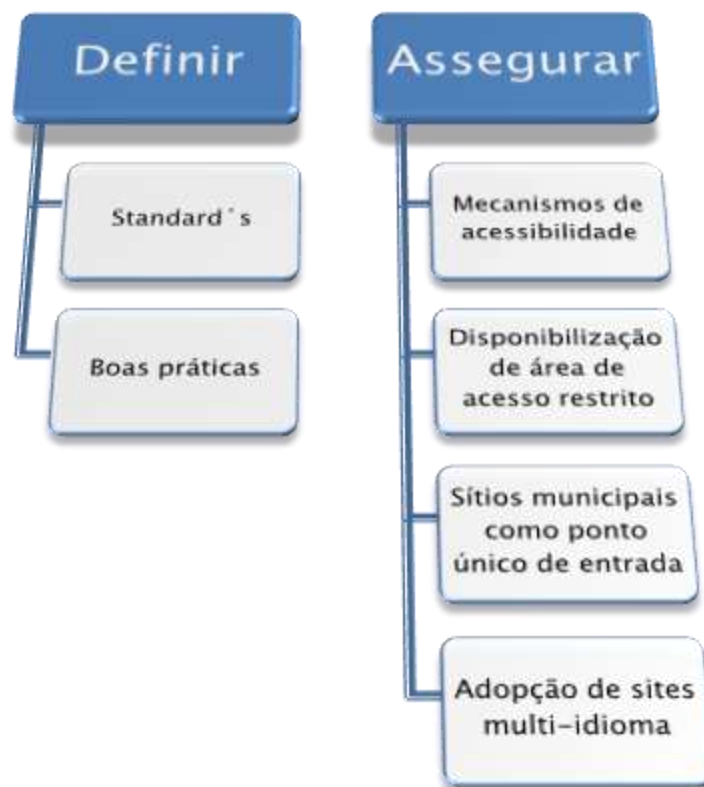 Definir
Standard´s
Boas práticas
Assegurar
Mecanismos de
acessibilidade
Disponibilização
de área de
acesso restrito
Sítios municipais
como ponto
único de entrada
Adopção de sites
multi-idioma